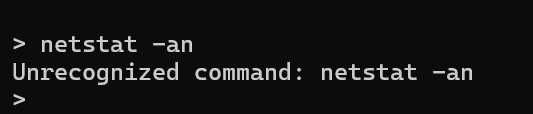 > netstat -an
Unrecognized command: netstat -an
>